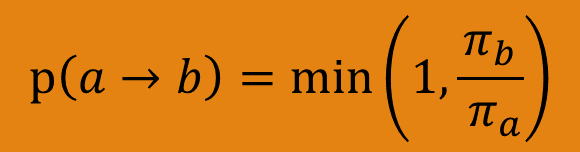 p(𝑎 → 𝑏) = min(1, π_b/π_a)